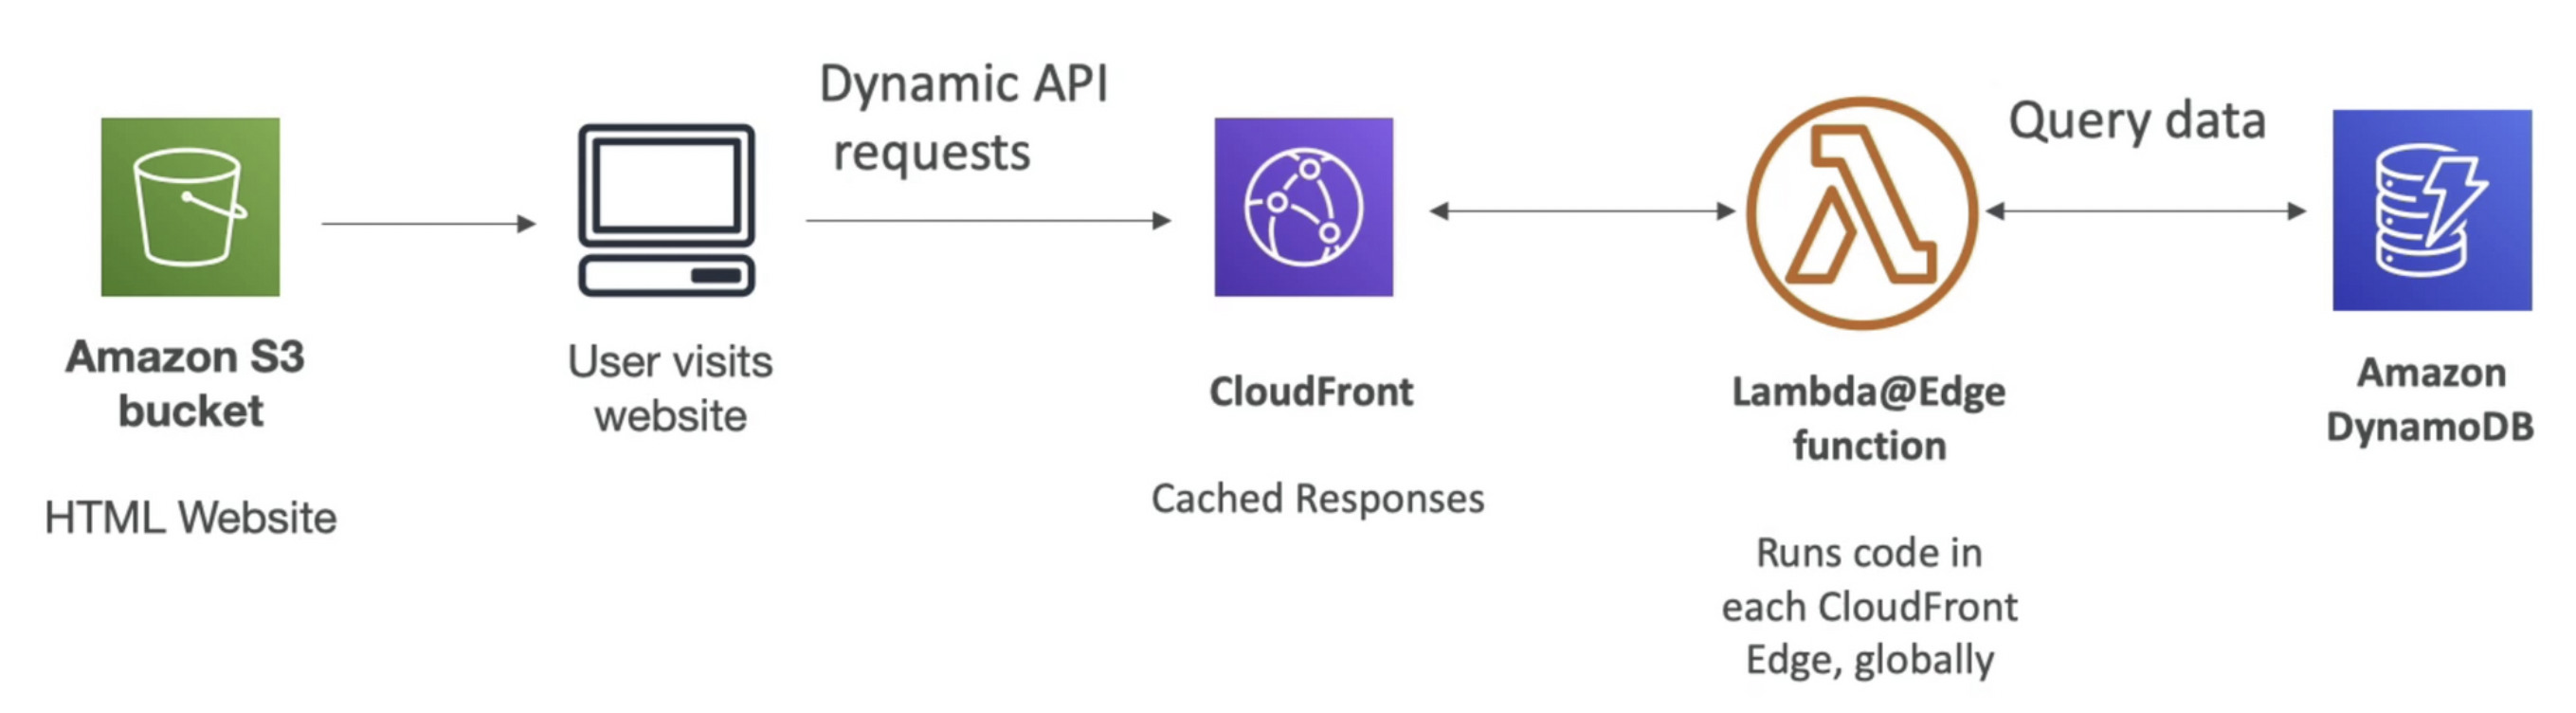 Amazon S3
bucket
HTML Website
User visits
website
Dynamic API
requests
CloudFront
Cached Responses
Lambda@Edge
function
Runs code in
each CloudFront
Edge, globally
Query data
Amazon
DynamoDB